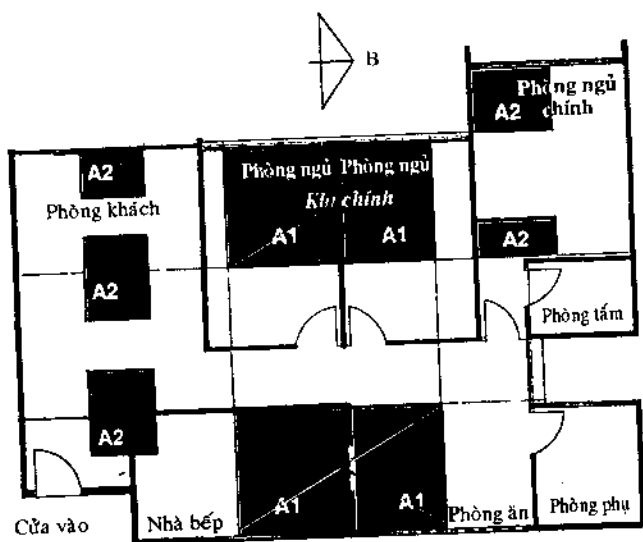 B
Phòng ngủ
chính
A2
A2
Phòng khách
Phòng ngủ Phòng ngủ
Khu chính
A1 A1
A2
A2
Phòng tấm
A2
A1 A1
Cửa vào Nhà bếp Phòng ăn Phòng phụ